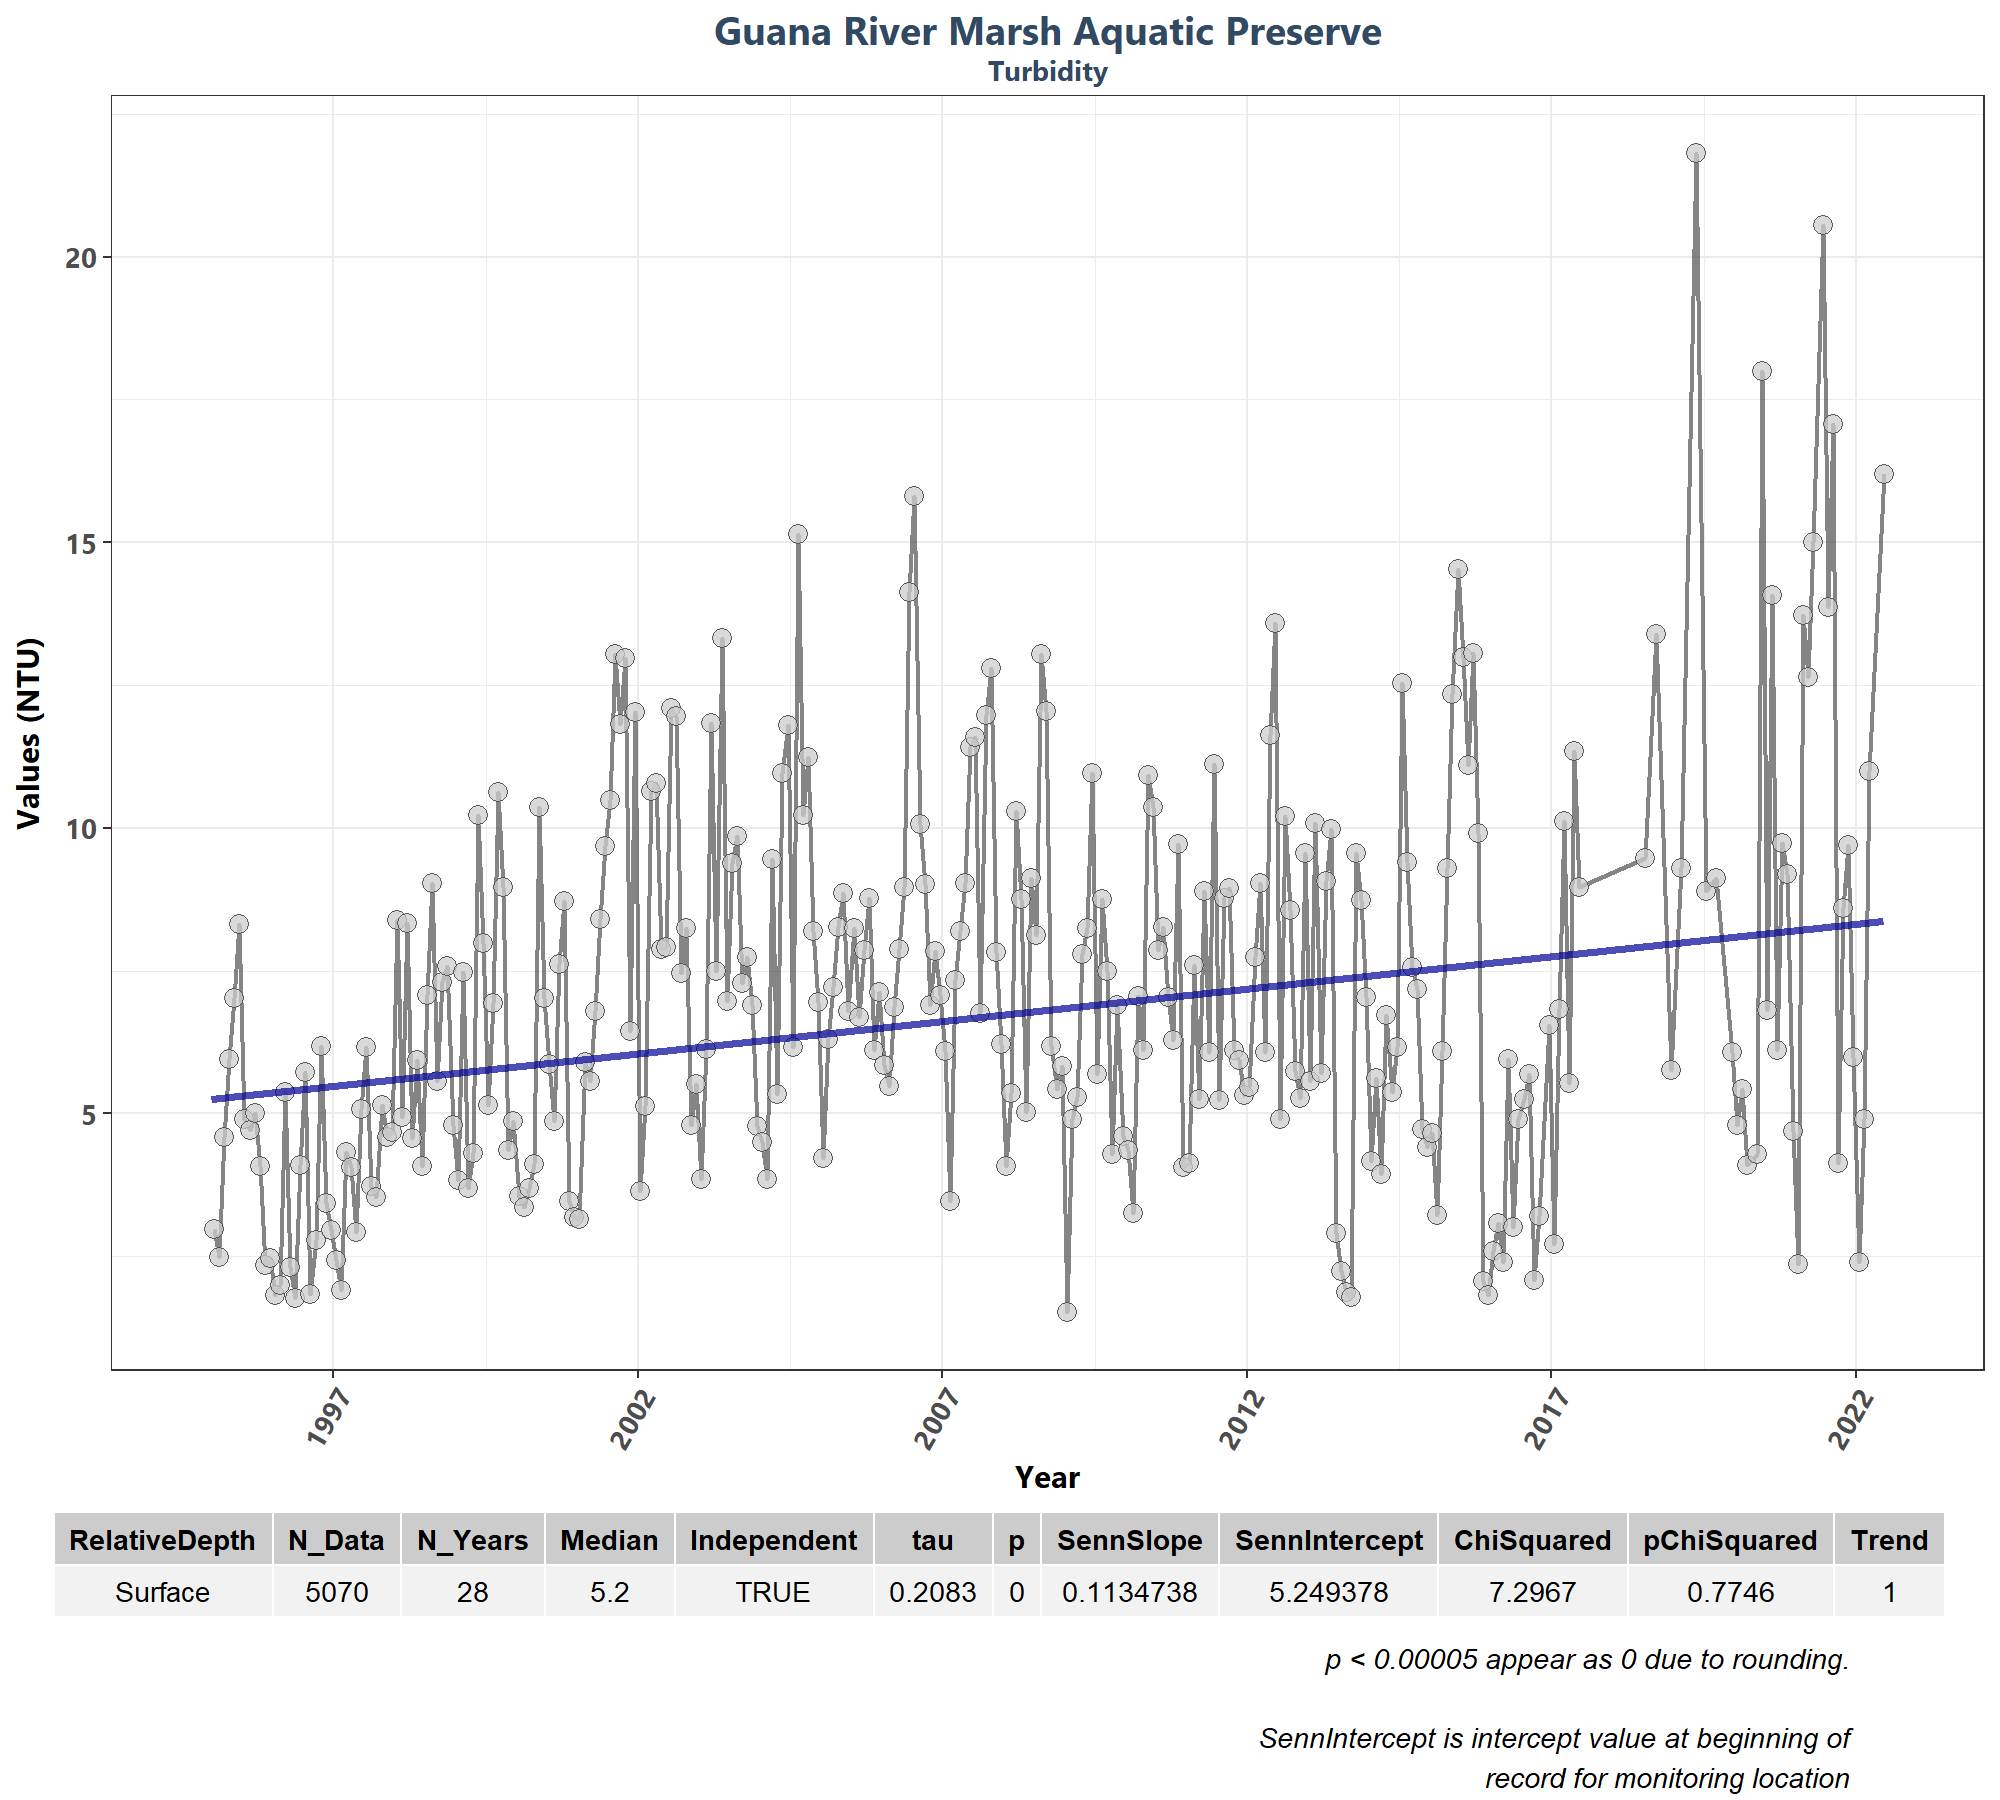 Guana River Marsh Aquatic Preserve
Turbidity
Values (NTU)
20
15
10
5
1997 2002 2007 2012 2017 2022
Year
RelativeDepth N_Data N_Years Median Independent tau p SennSlope SennIntercept ChiSquared pChiSquared Trend
Surface 5070 28 5.2 TRUE 0.2083 0 0.1134738 5.249378 7.2967 0.7746 1
p < 0.00005 appear as 0 due to rounding.
SennIntercept is intercept value at beginning of
record for monitoring location